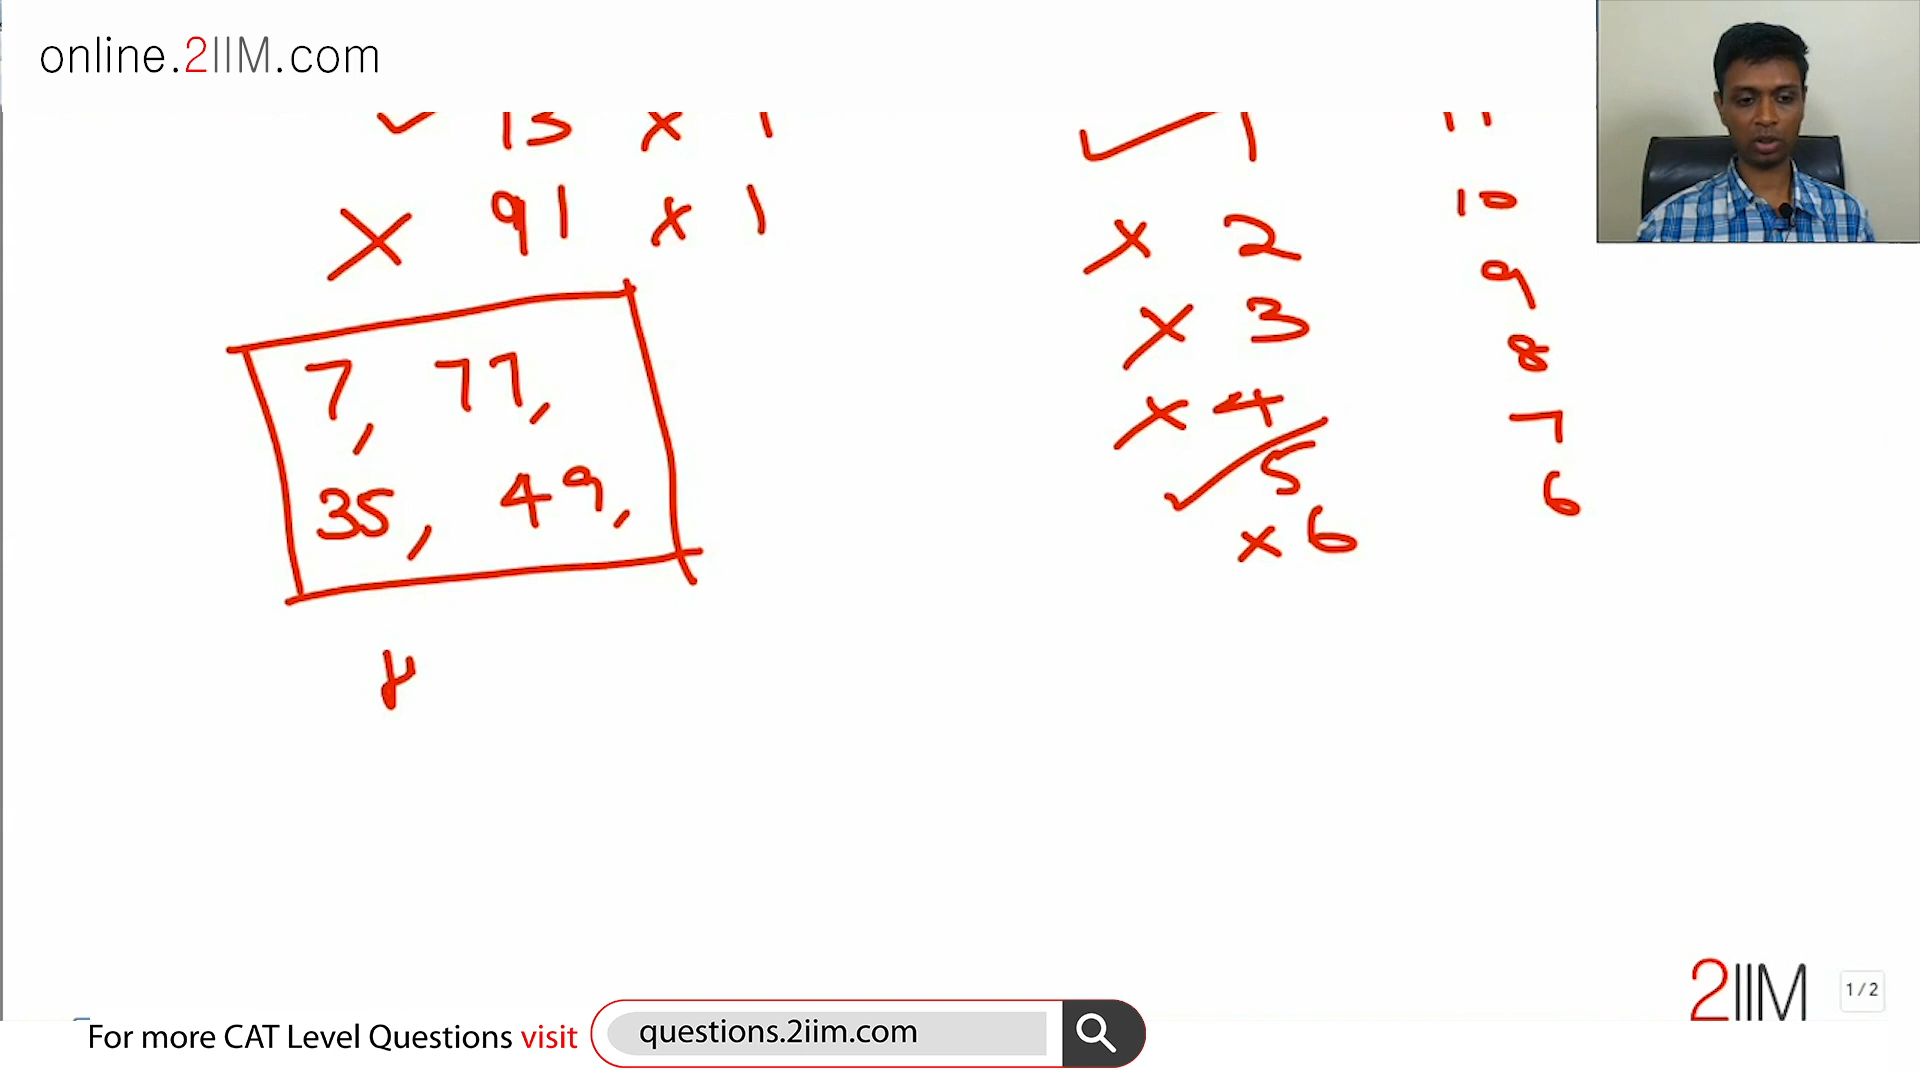 online.2IIM.com
✓ 13 x 1
✓ 1 11
x 91 x 1
x 2 10
x 3 9
7, 77,
x 4 8
✓ 5 7
35, 49,
x 6 6
2IIM
1 / 2
For more CAT Level Questions visit questions.2iim.com